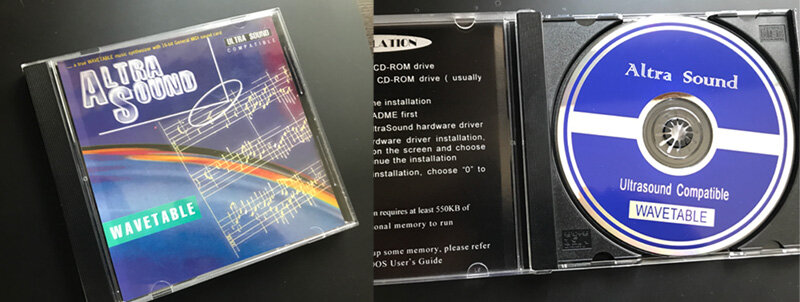 ... a true WAVETABLE music synthesizer with 16-bit General MIDI sound card
ULTRA SOUND
COMPATIBLE
ALTRA
SOUND
WAVETABLE
LATION
CD-ROM drive
CD-ROM drive ( usually
he installation
ADME first
traSound hardware driver
rdware driver installation,
on the screen and choose
nue the installation
installation, choose "0" to
n requires at least 550KB of
onal memory to run
up some memory, please refer
DOS User's Guide
Altra Sound
Ultrasound Compatible
WAVETABLE